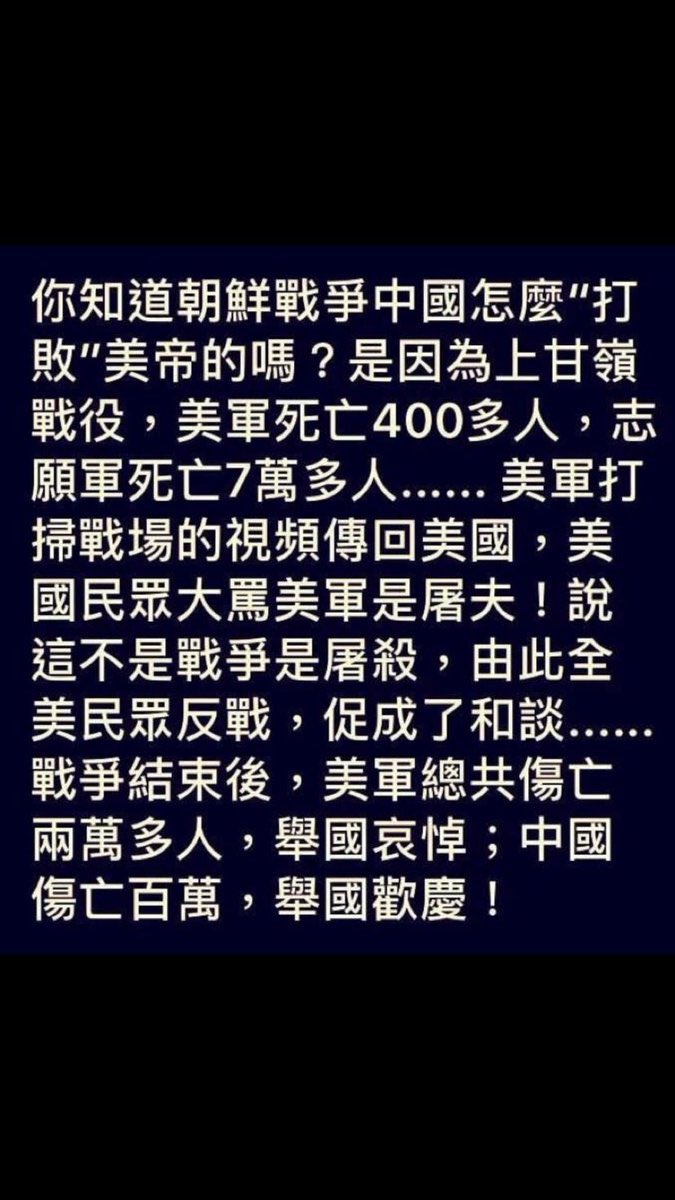 你知道朝鮮戰爭中國怎麼“打
敗”美帝的嗎？是因為上甘嶺
戰役，美軍死亡400多人，志
願軍死亡7萬多人...... 美軍打
掃戰場的視頻傳回美國，美
國民眾大罵美軍是屠夫！說
這不是戰爭是屠殺，由此全
美民眾反戰，促成了和談......
戰爭結束後，美軍總共傷亡
兩萬多人，舉國哀悼；中國
傷亡百萬，舉國歡慶！